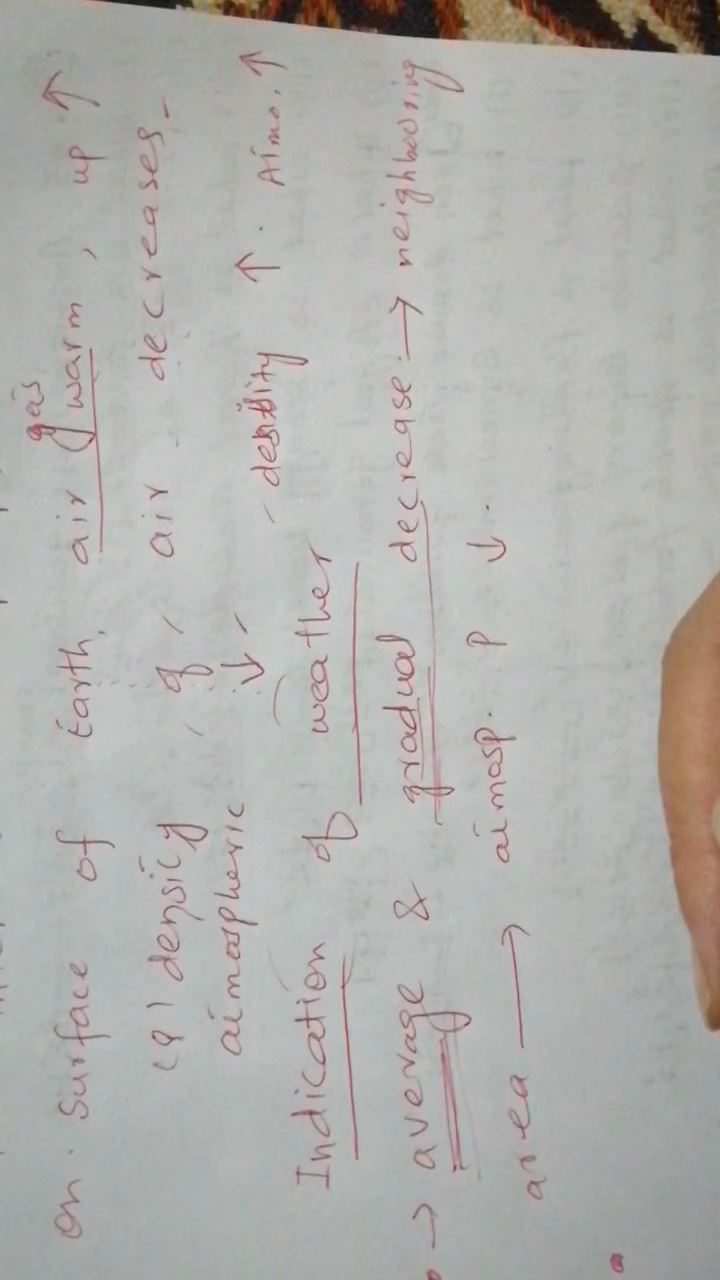 on. Surface of Earth, air gas warm, up ↑
(9) density of air decreases.
atmospheric ↓ - density ↑. Atmo. ↑
Indication of weather
→ average & gradual decrease → neighbouring
area → atmosp. P ↓.